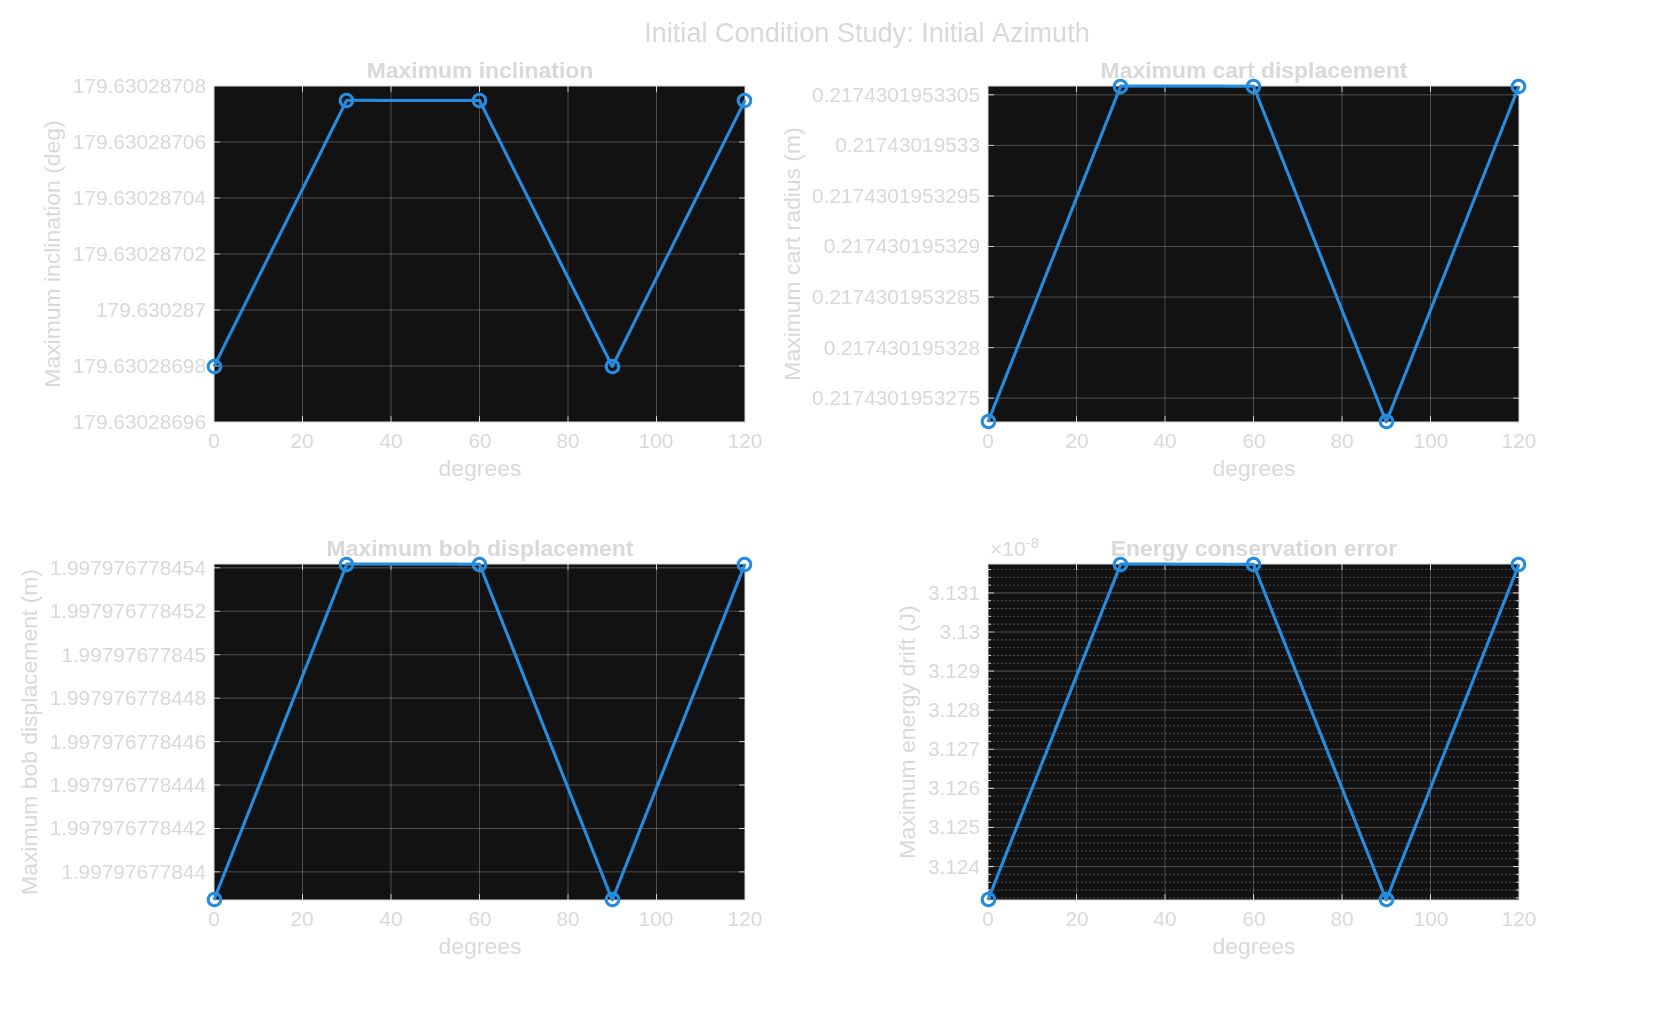 Initial Condition Study: Initial Azimuth
Maximum inclination
Maximum inclination (deg)
179.63028708
179.63028706
179.63028704
179.63028702
179.630287
179.63028698
179.63028696
0 20 40 60 80 100 120
degrees
Maximum cart displacement
Maximum cart radius (m)
0.2174301953305
0.21743019533
0.2174301953295
0.217430195329
0.2174301953285
0.217430195328
0.2174301953275
0 20 40 60 80 100 120
degrees
Maximum bob displacement
Maximum bob displacement (m)
1.9979767784​54
1.997976778452
1.99797677845
1.997976778448
1.997976778446
1.997976778444
1.997976778442
1.99797677844
0 20 40 60 80 100 120
degrees
×10-8
Energy conservation error
Maximum energy drift (J)
3.131
3.13
3.129
3.128
3.127
3.126
3.125
3.124
0 20 40 60 80 100 120
degrees